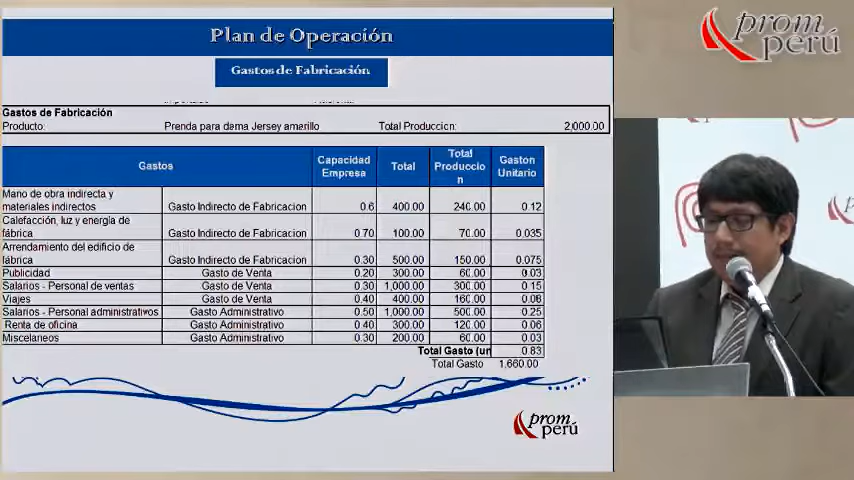 Plan de Operación
prom
perú
Gastos de Fabricación
Gastos de Fabricación
Producto: Prenda para dama Jersey amarillo Total Produccion: 2,000.00
Gastos Capacidad Empresa Total Total Produccion Gaston Unitario
Mano de obra indirecta y materiales indirectos Gasto Indirecto de Fabricacion 0.6 400.00 240.00 0.12
Calefacción, luz y energía de fábrica Gasto Indirecto de Fabricacion 0.70 100.00 70.00 0.035
Arrendamiento del edificio de fábrica Gasto Indirecto de Fabricacion 0.30 500.00 150.00 0.075
Publicidad Gasto de Venta 0.20 300.00 60.00 0.03
Salarios - Personal de ventas Gasto de Venta 0.30 1,000.00 300.00 0.15
Viajes Gasto de Venta 0.40 400.00 160.00 0.08
Salarios - Personal administrativos Gasto Administrativo 0.50 1,000.00 500.00 0.25
Renta de oficina Gasto Administrativo 0.40 300.00 120.00 0.06
Miscelaneos Gasto Administrativo 0.30 200.00 60.00 0.03
Total Gasto (un 0.83
Total Gasto 1,660.00
prom
perú